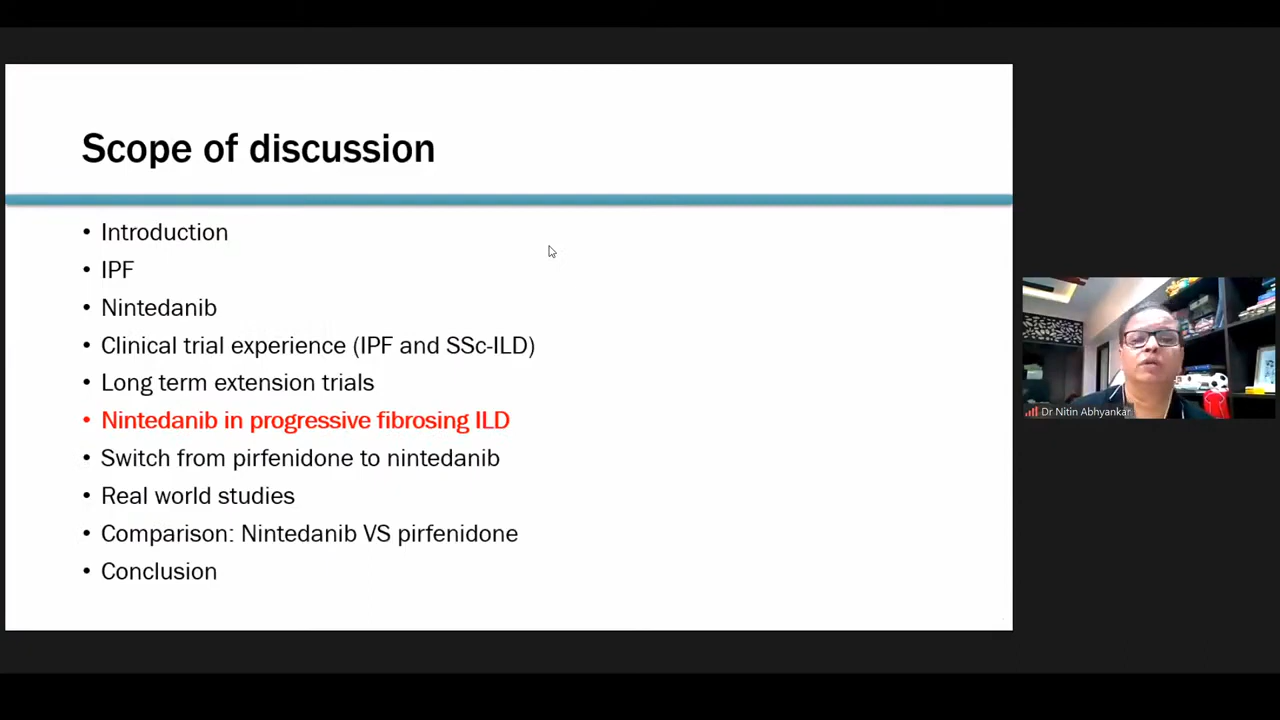 Scope of discussion
• Introduction
• IPF
• Nintedanib
• Clinical trial experience (IPF and SSc-ILD)
• Long term extension trials
• Nintedanib in progressive fibrosing ILD
• Switch from pirfenidone to nintedanib
• Real world studies
• Comparison: Nintedanib VS pirfenidone
• Conclusion
Dr Nitin Abhyankar